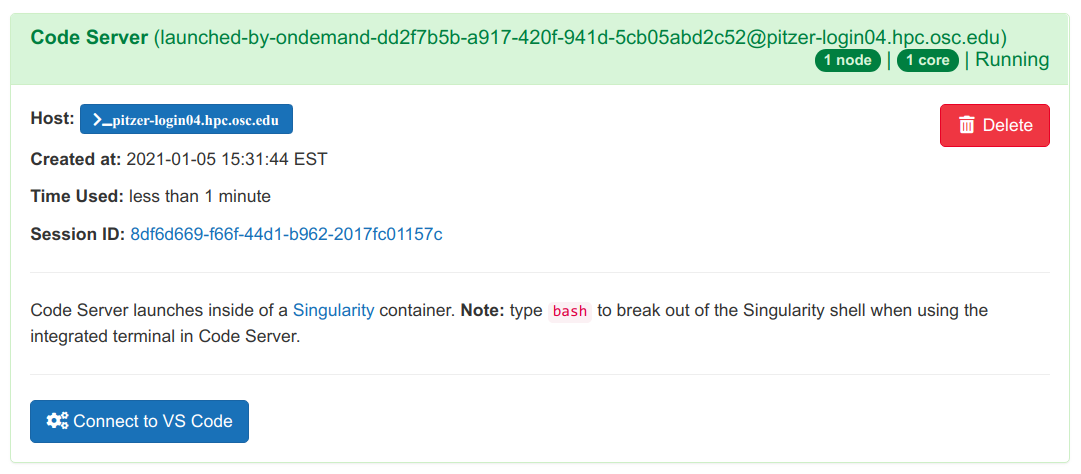 Code Server (launched-by-ondemand-dd2f7b5b-a917-420f-941d-5cb05abd2c52@pitzer-login04.hpc.osc.edu)
1 node | 1 core | Running
Host: >_pitzer-login04.hpc.osc.edu
Delete
Created at: 2021-01-05 15:31:44 EST
Time Used: less than 1 minute
Session ID: 8df6d669-f66f-44d1-b962-2017fc01157c
Code Server launches inside of a Singularity container. Note: type bash to break out of the Singularity shell when using the
integrated terminal in Code Server.
Connect to VS Code